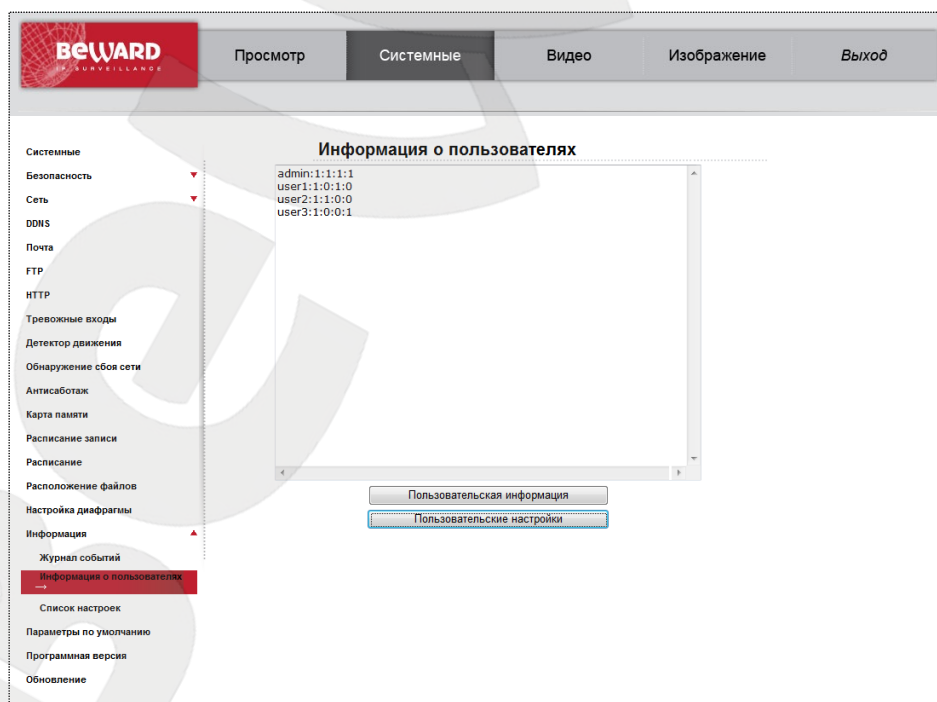 BEWARD
IP SURVEILLANCE
Просмотр
Системные
Видео
Изображение
Выход
Системные
Безопасность
Сеть
DDNS
Почта
FTP
HTTP
Тревожные входы
Детектор движения
Обнаружение сбоя сети
Антисаботаж
Карта памяти
Расписание записи
Расписание
Расположение файлов
Настройка диафрагмы
Информация
Журнал событий
Информация о пользователях
Список настроек
Параметры по умолчанию
Программная версия
Обновление
Информация о пользователях
admin:1:1:1:1
user1:1:0:1:0
user2:1:1:0:0
user3:1:0:0:1
Пользовательская информация
Пользовательские настройки